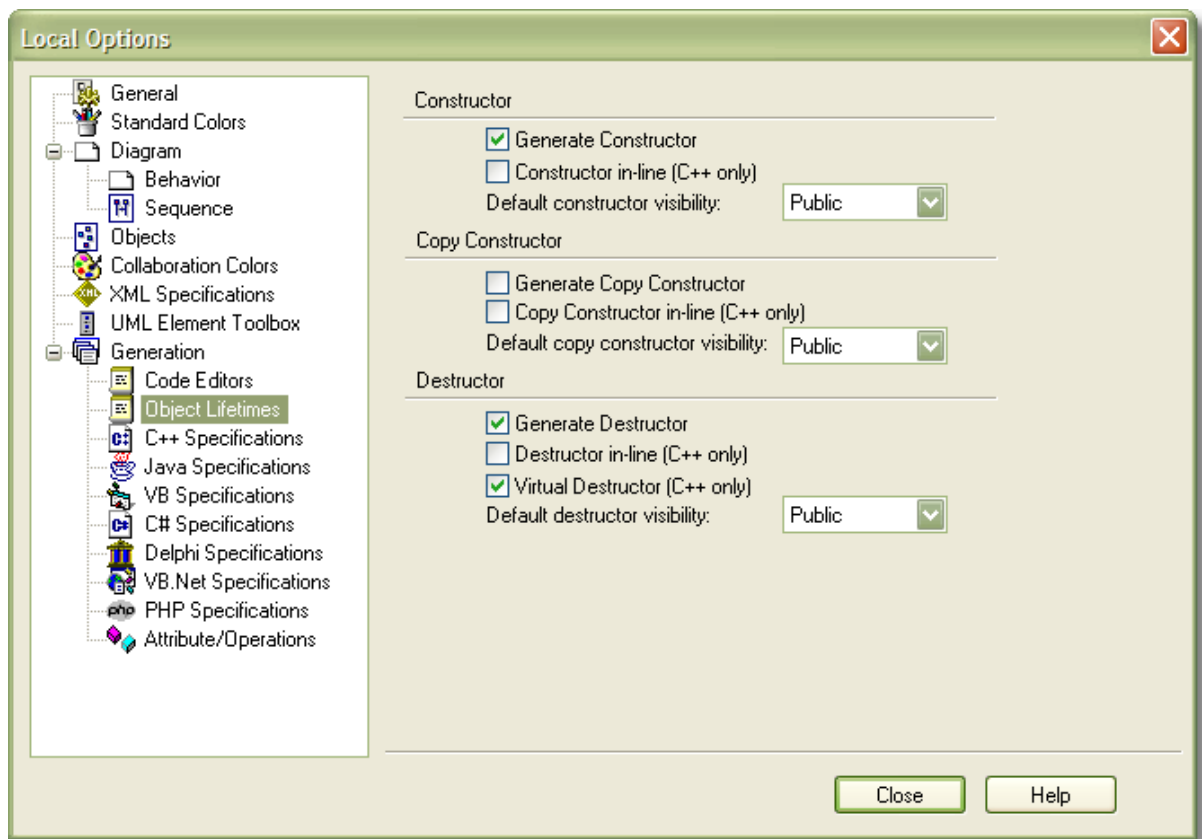 Local Options
General
Standard Colors
Diagram
Behavior
Sequence
Objects
Collaboration Colors
XML Specifications
UML Element Toolbox
Generation
Code Editors
Object Lifetimes
C++ Specifications
Java Specifications
VB Specifications
C# Specifications
Delphi Specifications
VB.Net Specifications
php PHP Specifications
Attribute/Operations
Constructor
Generate Constructor
Constructor in-line (C++ only)
Default constructor visibility: Public
Copy Constructor
Generate Copy Constructor
Copy Constructor in-line (C++ only)
Default copy constructor visibility: Public
Destructor
Generate Destructor
Destructor in-line (C++ only)
Virtual Destructor (C++ only)
Default destructor visibility: Public
Close Help